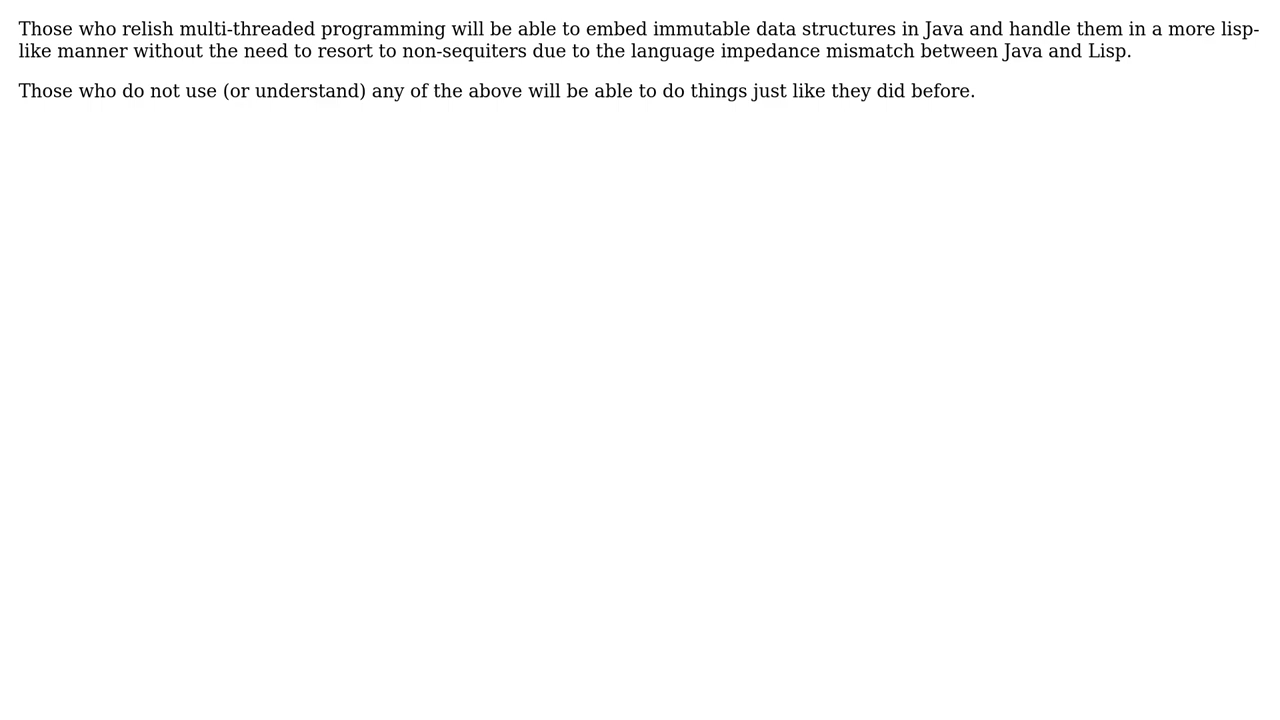 Those who relish multi-threaded programming will be able to embed immutable data structures in Java and handle them in a more lisp-
like manner without the need to resort to non-sequiters due to the language impedance mismatch between Java and Lisp.
Those who do not use (or understand) any of the above will be able to do things just like they did before.